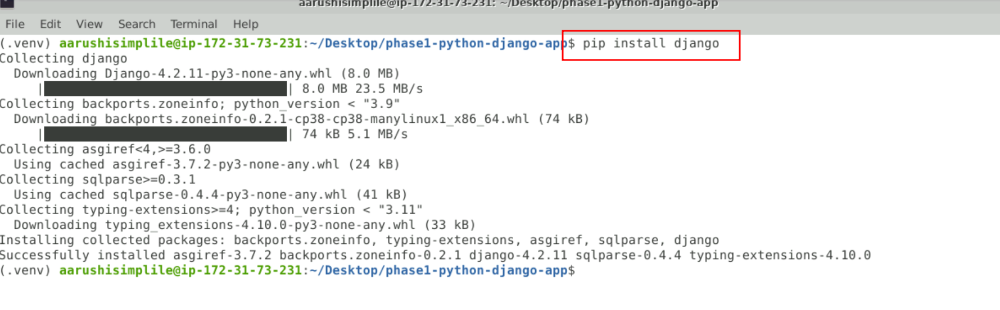 aarushisimplile@ip-172-31-73-231: ~/Desktop/phase1-python-django-app
File Edit View Search Terminal Help
(.venv) aarushisimplile@ip-172-31-73-231:~/Desktop/phase1-python-django-app$ pip install django
Collecting django
  Downloading Django-4.2.11-py3-none-any.whl (8.0 MB)
     |████████████████████████████████| 8.0 MB 23.5 MB/s
Collecting backports.zoneinfo; python_version < "3.9"
  Downloading backports.zoneinfo-0.2.1-cp38-cp38-manylinux1_x86_64.whl (74 kB)
     |████████████████████████████████| 74 kB 5.1 MB/s
Collecting asgiref<4,>=3.6.0
  Using cached asgiref-3.7.2-py3-none-any.whl (24 kB)
Collecting sqlparse>=0.3.1
  Using cached sqlparse-0.4.4-py3-none-any.whl (41 kB)
Collecting typing-extensions>=4; python_version < "3.11"
  Downloading typing_extensions-4.10.0-py3-none-any.whl (33 kB)
Installing collected packages: backports.zoneinfo, typing-extensions, asgiref, sqlparse, django
Successfully installed asgiref-3.7.2 backports.zoneinfo-0.2.1 django-4.2.11 sqlparse-0.4.4 typing-extensions-4.10.0
(.venv) aarushisimplile@ip-172-31-73-231:~/Desktop/phase1-python-django-app$